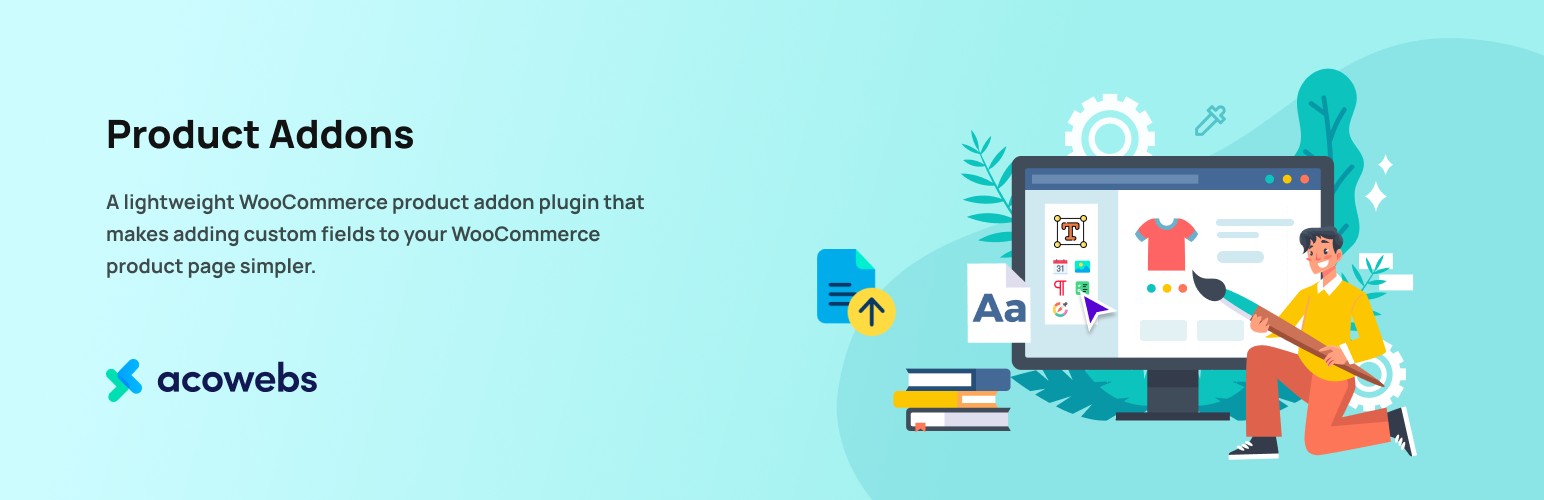 Product Addons
A lightweight WooCommerce product addon plugin that
makes adding custom fields to your WooCommerce
product page simpler.
acowebs
T
31
Aa